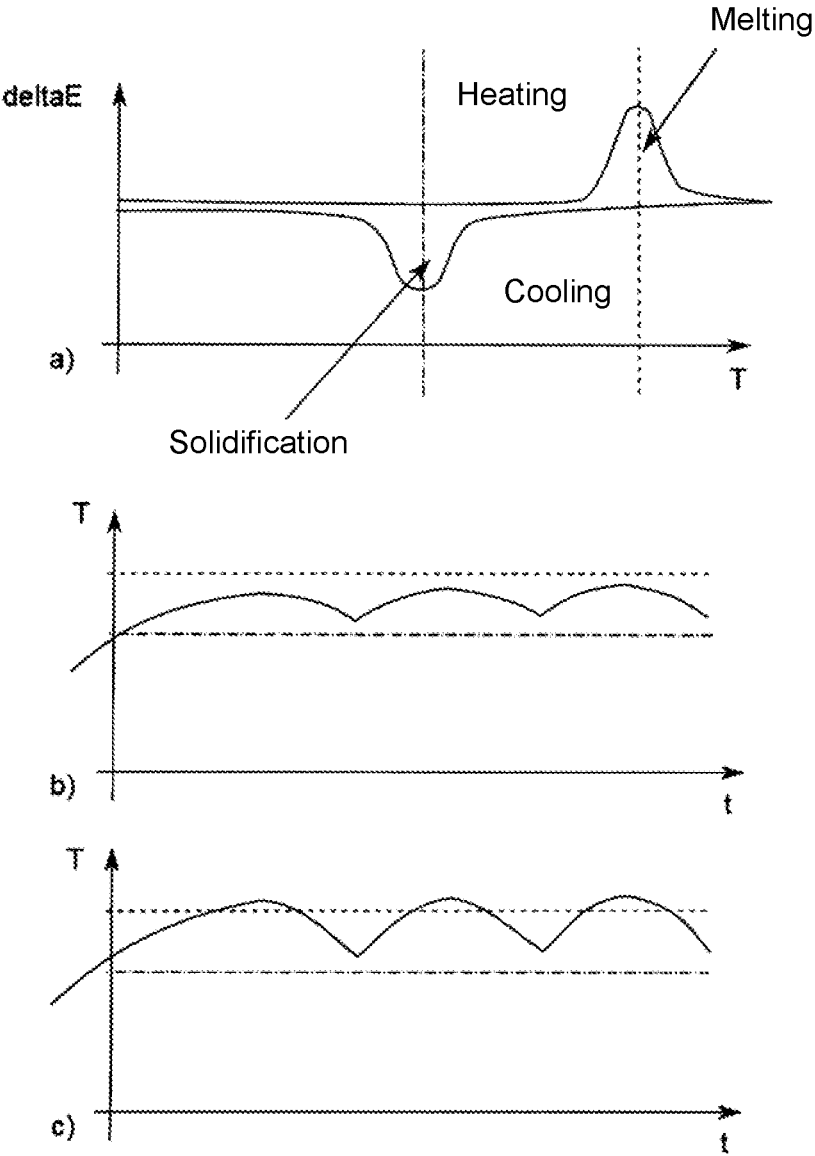 Melting
deltaE
Heating
Cooling
a)
T
Solidification
T
b)
t
T
c)
t